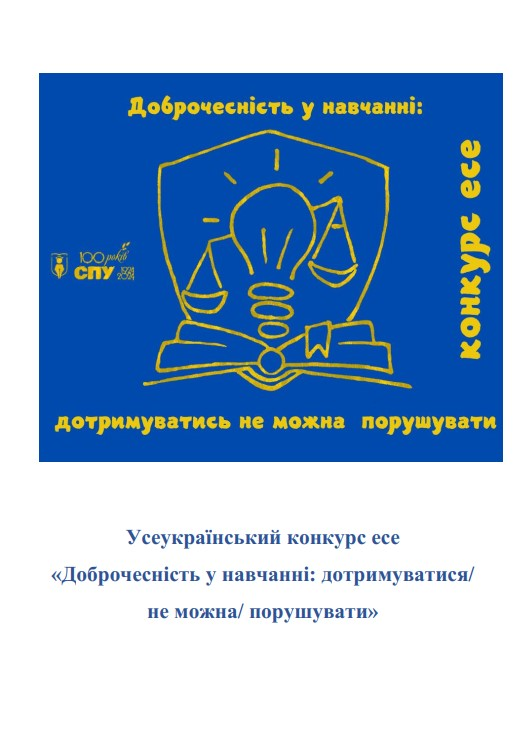 Доброчесність у навчанні:
конкурс есе
100 років
СПУ
дотримуватись не можна порушувати
Усеукраїнський конкурс есе
«Доброчесність у навчанні: дотримуватися/
не можна/ порушувати»